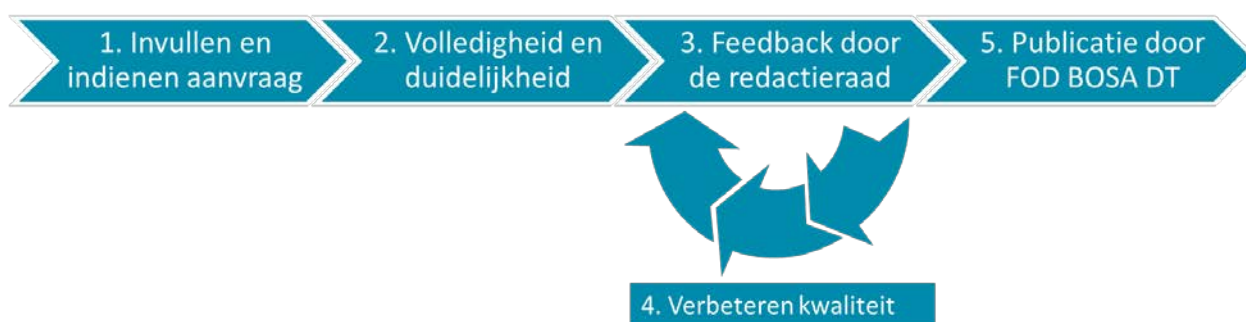 1. Invullen en
indienen aanvraag
2. Volledigheid en
duidelijkheid
3. Feedback door
de redactieraad
5. Publicatie door
FOD BOSA DT
4. Verbeteren kwaliteit